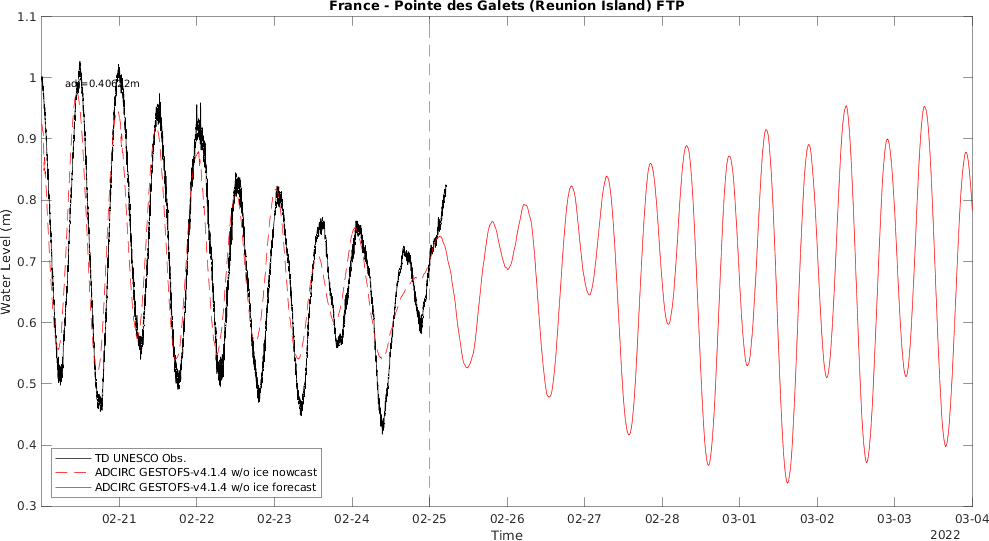 France - Pointe des Galets (Reunion Island) FTP
1.1
1
0.9
0.8
0.7
0.6
0.5
0.4
0.3
Water Level (m)
TD UNESCO Obs.
ADCIRC GESTOFS-v4.1.4 w/o ice nowcast
ADCIRC GESTOFS-v4.1.4 w/o ice forecast
02-21 02-22 02-23 02-24 02-25 02-26 02-27 02-28 03-01 03-02 03-03 03-04
Time
2022